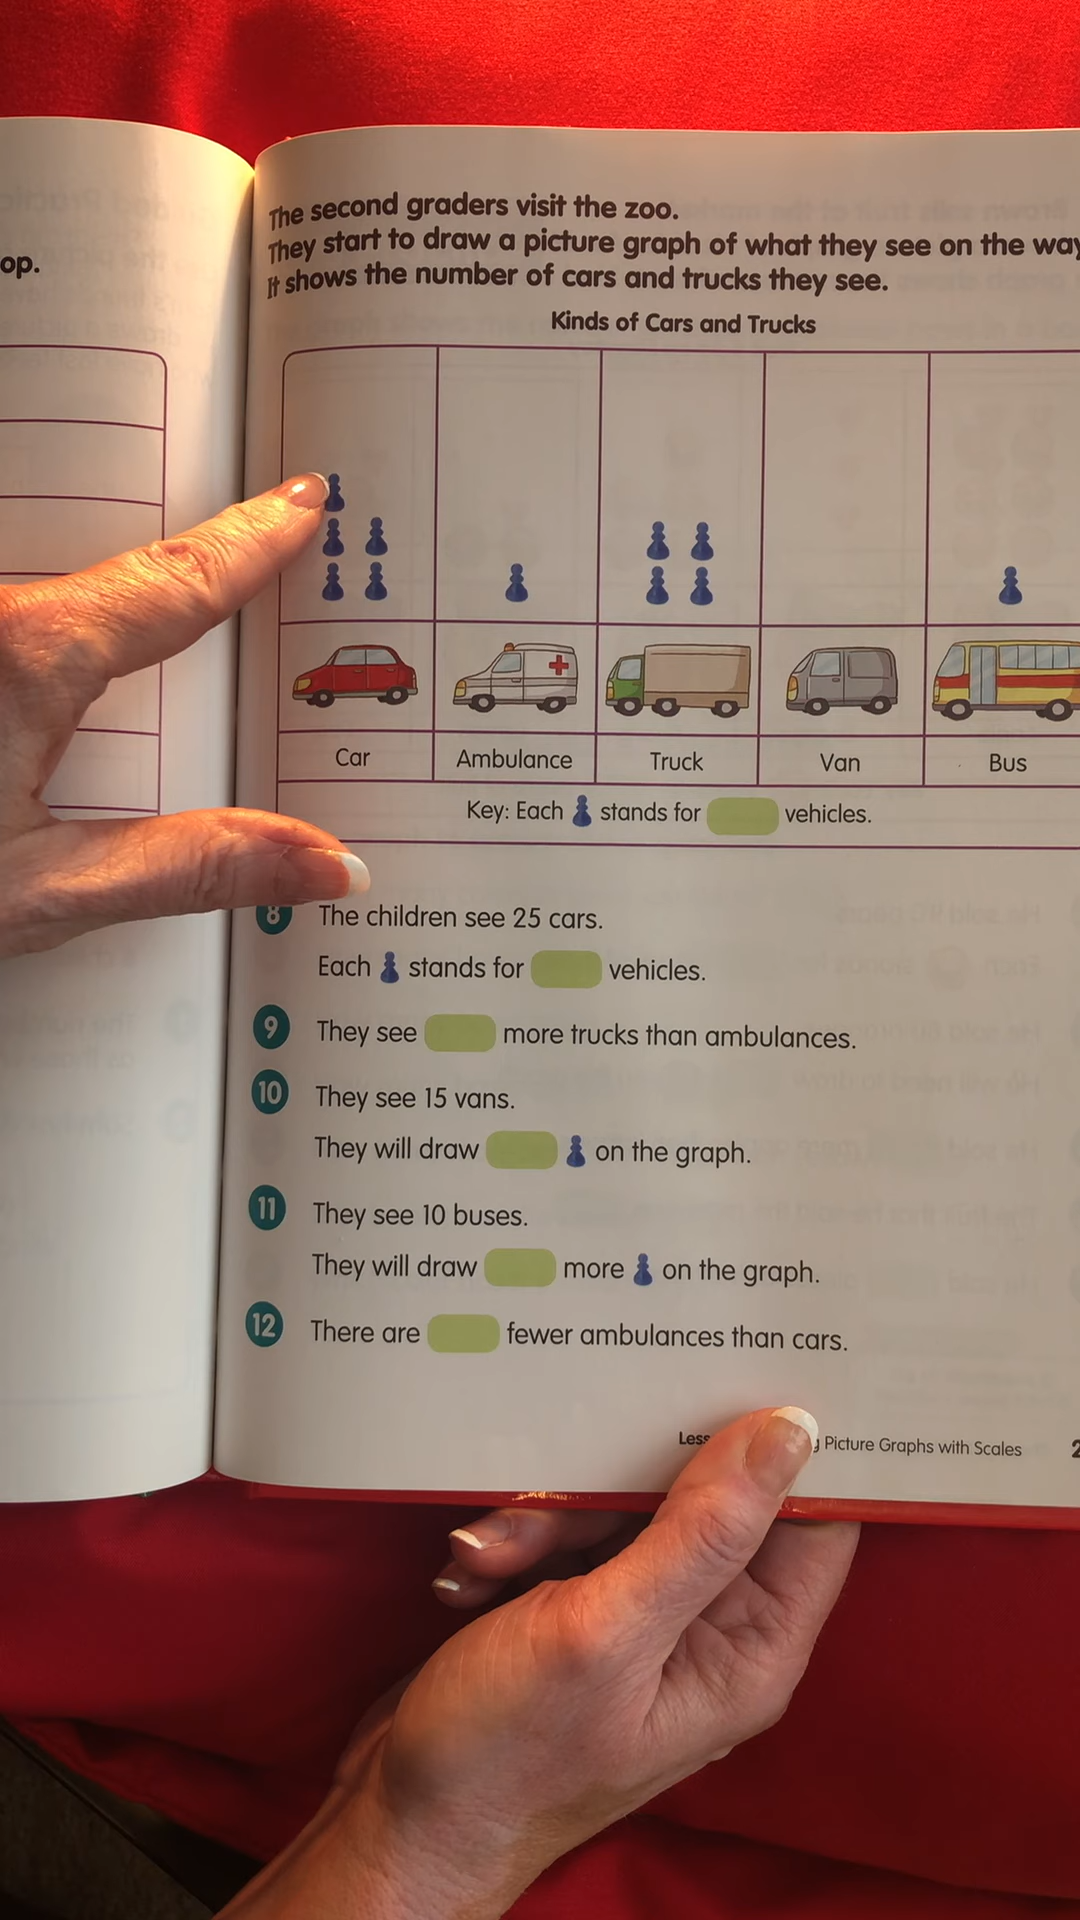 op.
The second graders visit the zoo.
They start to draw a picture graph of what they see on the way
It shows the number of cars and trucks they see.
Kinds of Cars and Trucks
Car Ambulance Truck Van Bus
Key: Each stands for vehicles.
8 The children see 25 cars.
Each stands for vehicles.
9 They see more trucks than ambulances.
10 They see 15 vans.
They will draw on the graph.
11 They see 10 buses.
They will draw more on the graph.
12 There are fewer ambulances than cars.
Picture Graphs with Scales